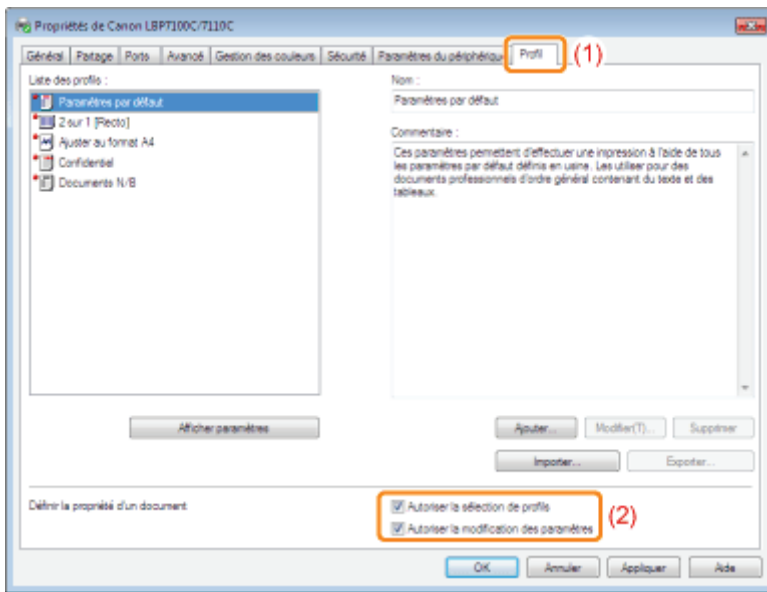 Propriétés de Canon LBP7100C/7110C
Général Partage Ports Avancé Gestion des couleurs Sécurité Paramètres du périphérique Profil (1)
Liste des profils :
Paramètres par défaut
2 sur 1 [Recto]
Ajuster au format A4
Confidentiel
Documents N/B
Nom :
Paramètres par défaut
Commentaire :
Ces paramètres permettent d'effectuer une impression à l'aide de tous
les paramètres par défaut définis en usine. Les utiliser pour des
documents professionnels d'ordre général contenant du texte et des
tableaux.
Afficher paramètres
Ajouter... Modifier(T)... Supprimer
Importer... Exporter...
Définir la propriété d'un document
Autoriser la sélection de profils
Autoriser la modification des paramètres
(2)
OK Annuler Appliquer Aide